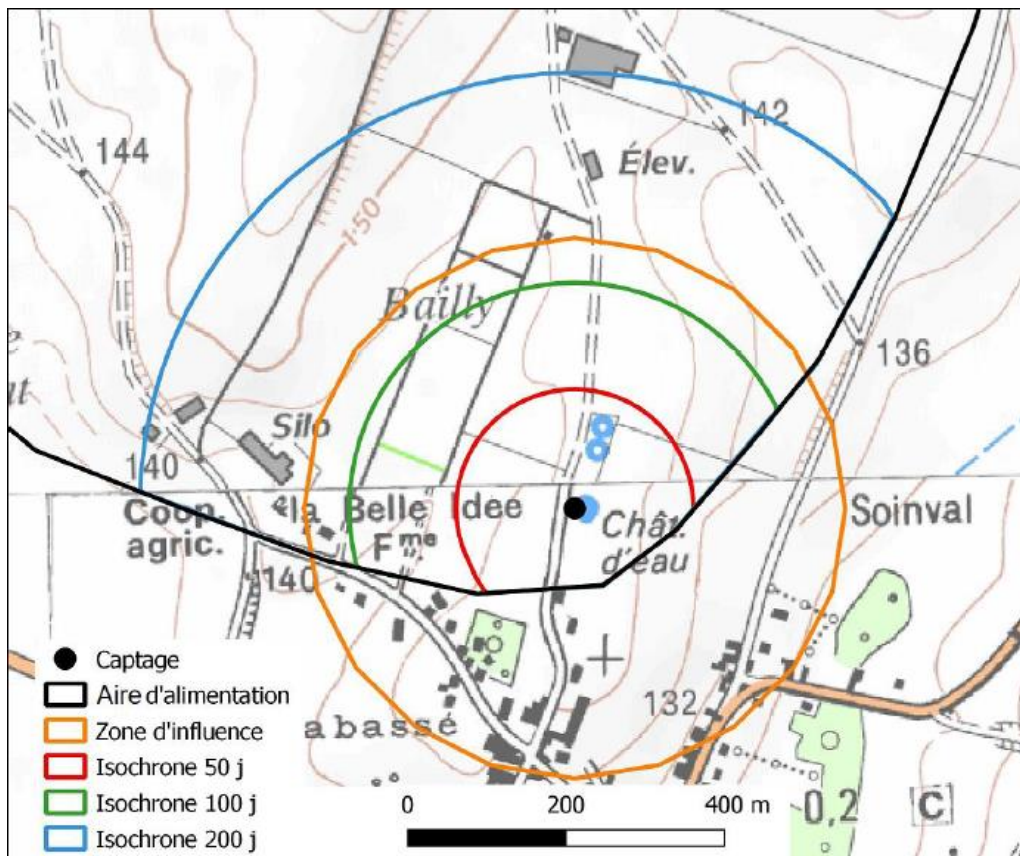 142
144
Élev.
1.50
Bailly
136
Silo
140
Coop.
agric.
la Belle Idee
Fme
Chât.
d'eau
Soinval
140
132
abassé
0,2
C
Captage
Aire d'alimentation
Zone d'influence
Isochrone 50 j
Isochrone 100 j
Isochrone 200 j
0 200 400 m